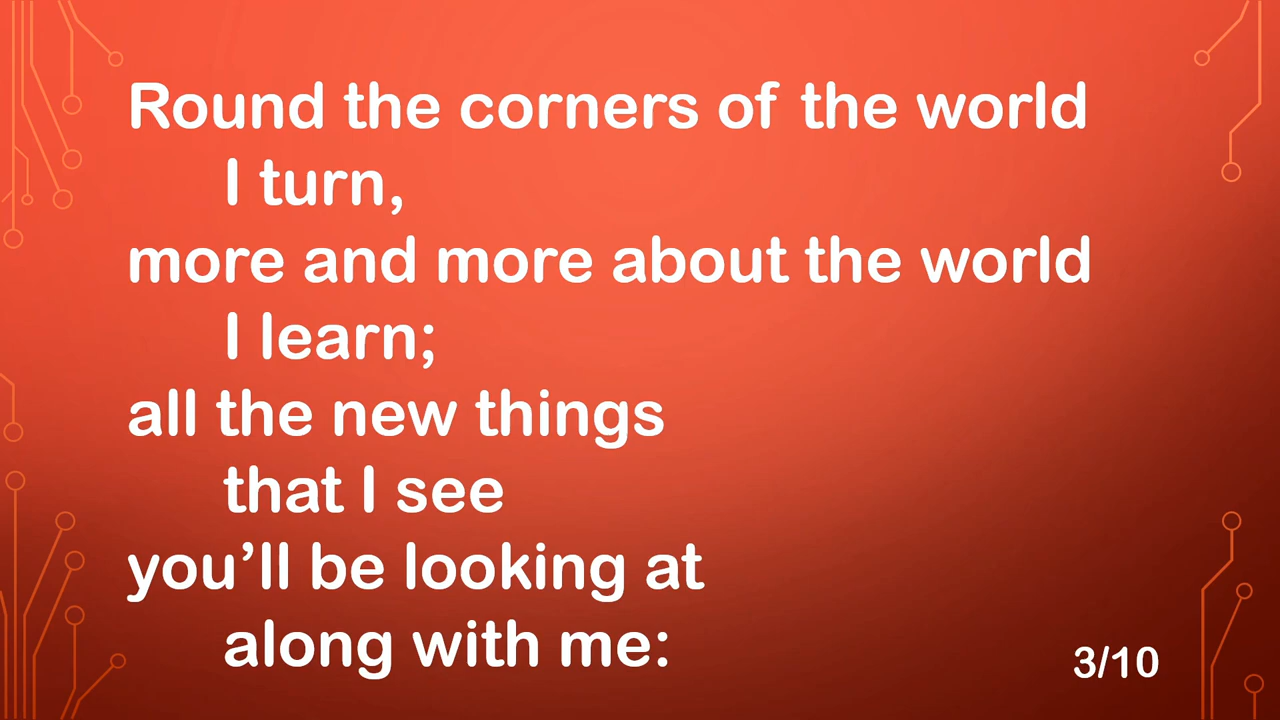 Round the corners of the world
I turn,
more and more about the world
I learn;
all the new things
that I see
you’ll be looking at
along with me:
3/10